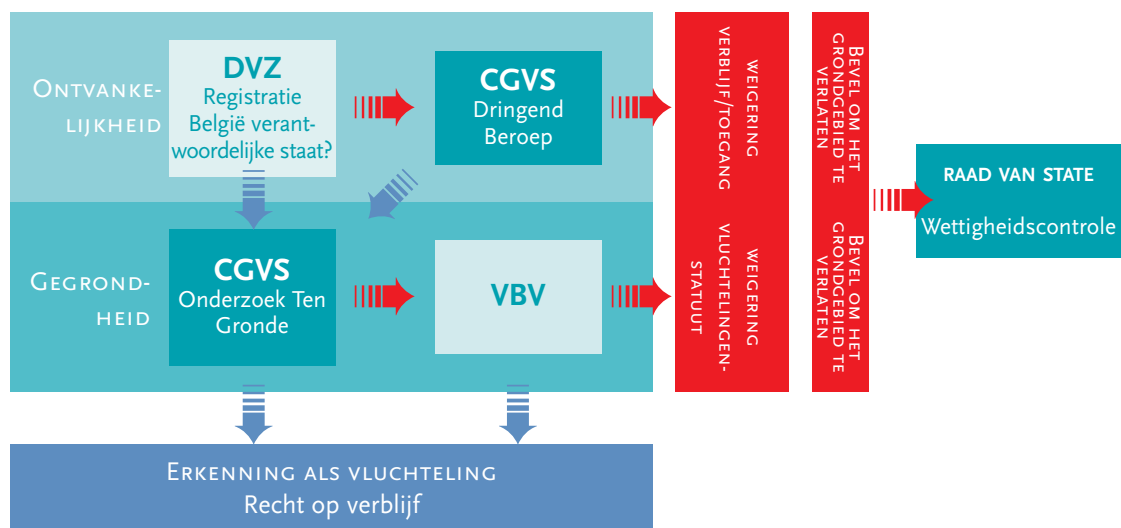 ONTVANKE-
LIJKHEID
DVZ
Registratie
België verant-
woordelijke staat?
CGVS
Dringend
Beroep
WEIGERING
VERBLIJF/TOEGANG
BEVEL OM HET
GRONDGEBIED TE
VERLATEN
RAAD VAN STATE
Wettigheidscontrole
GEGROND-
HEID
CGVS
Onderzoek Ten
Gronde
VBV
WEIGERING
VLUCHTELINGEN-
STATUUT
BEVEL OM HET
GRONDGEBIED TE
VERLATEN
ERKENNING ALS VLUCHTELING
Recht op verblijf